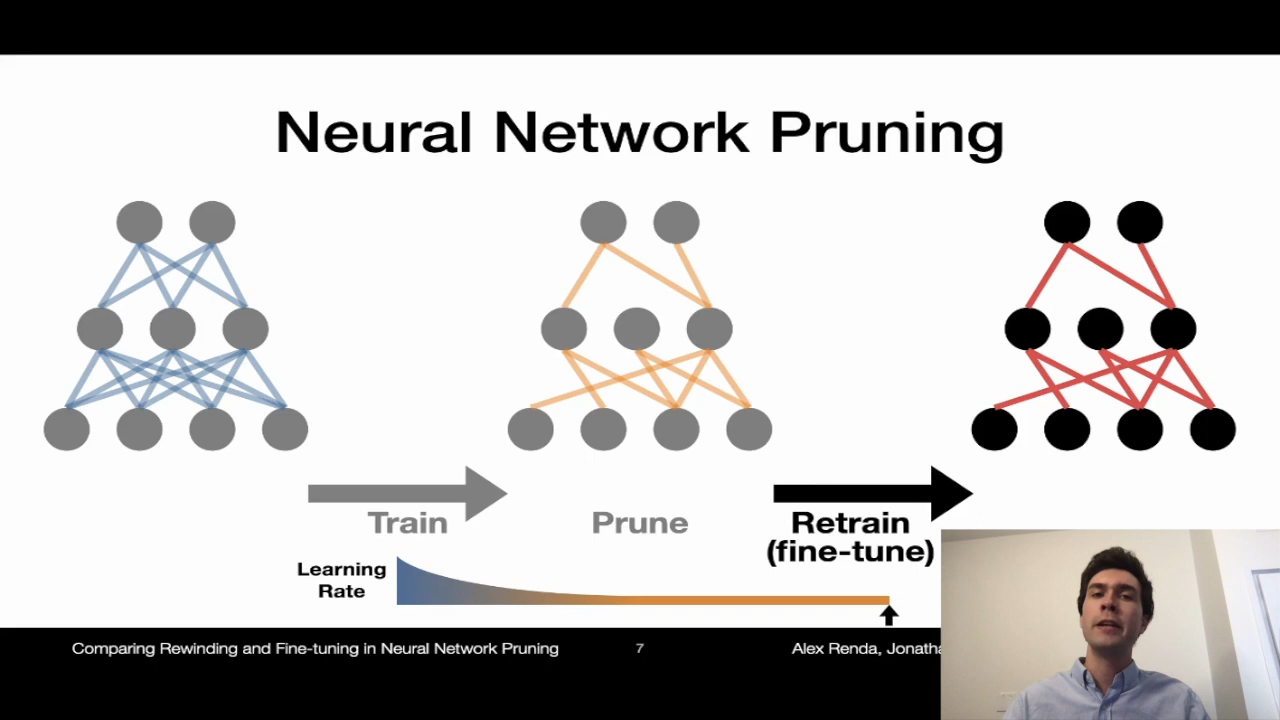 Neural Network Pruning
Train
Prune
Retrain
(fine-tune)
Learning
Rate
Comparing Rewinding and Fine-tuning in Neural Network Pruning
7
Alex Renda,